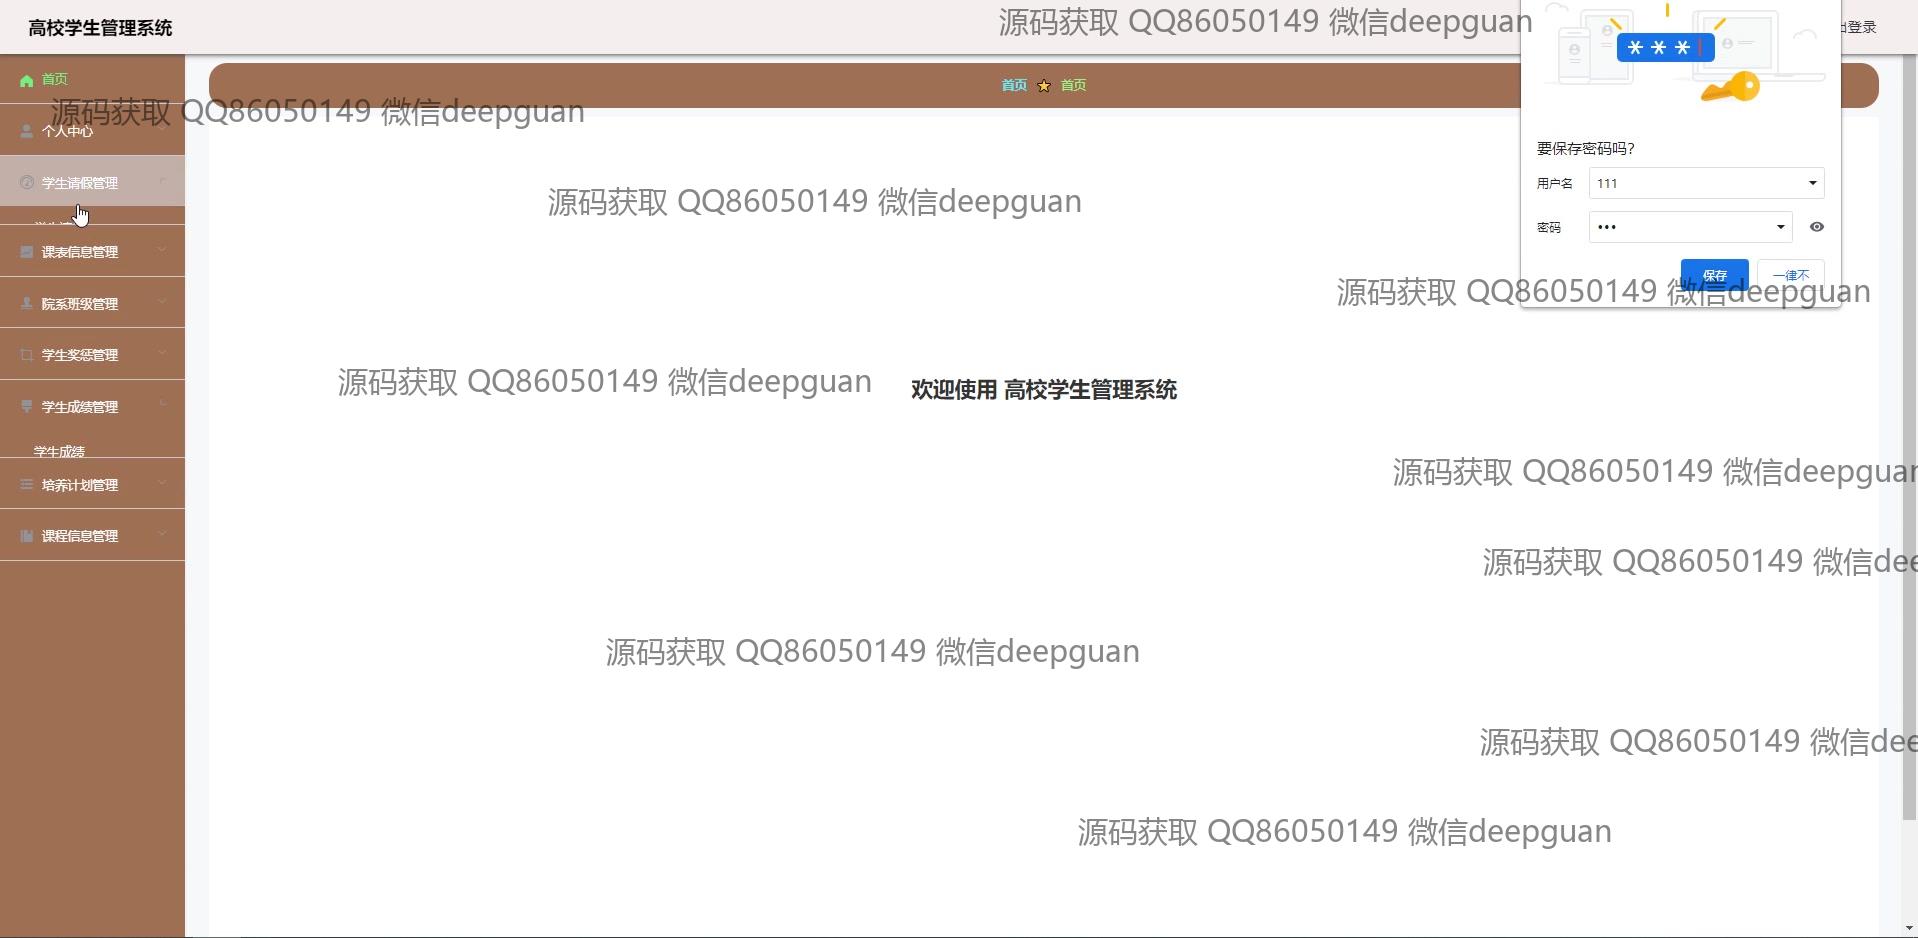 高校学生管理系统
源码获取 QQ86050149 微信deepguan
出登录
首页
首页
首页
源码获取 QQ86050149 微信deepguan
个人中心
要保存密码吗?
学生请假管理
用户名
111
源码获取 QQ86050149 微信deepguan
密码
•••
课表信息管理
保存
一律不
源码获取 QQ86050149 微信deepguan
院系班级管理
学生奖惩管理
源码获取 QQ86050149 微信deepguan
欢迎使用 高校学生管理系统
学生成绩管理
学生成绩
源码获取 QQ86050149 微信deepguan
培养计划管理
课程信息管理
源码获取 QQ86050149 微信dee
源码获取 QQ86050149 微信deepguan
源码获取 QQ86050149 微信dee
源码获取 QQ86050149 微信deepguan